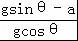 gsin θ − a
gcos θ